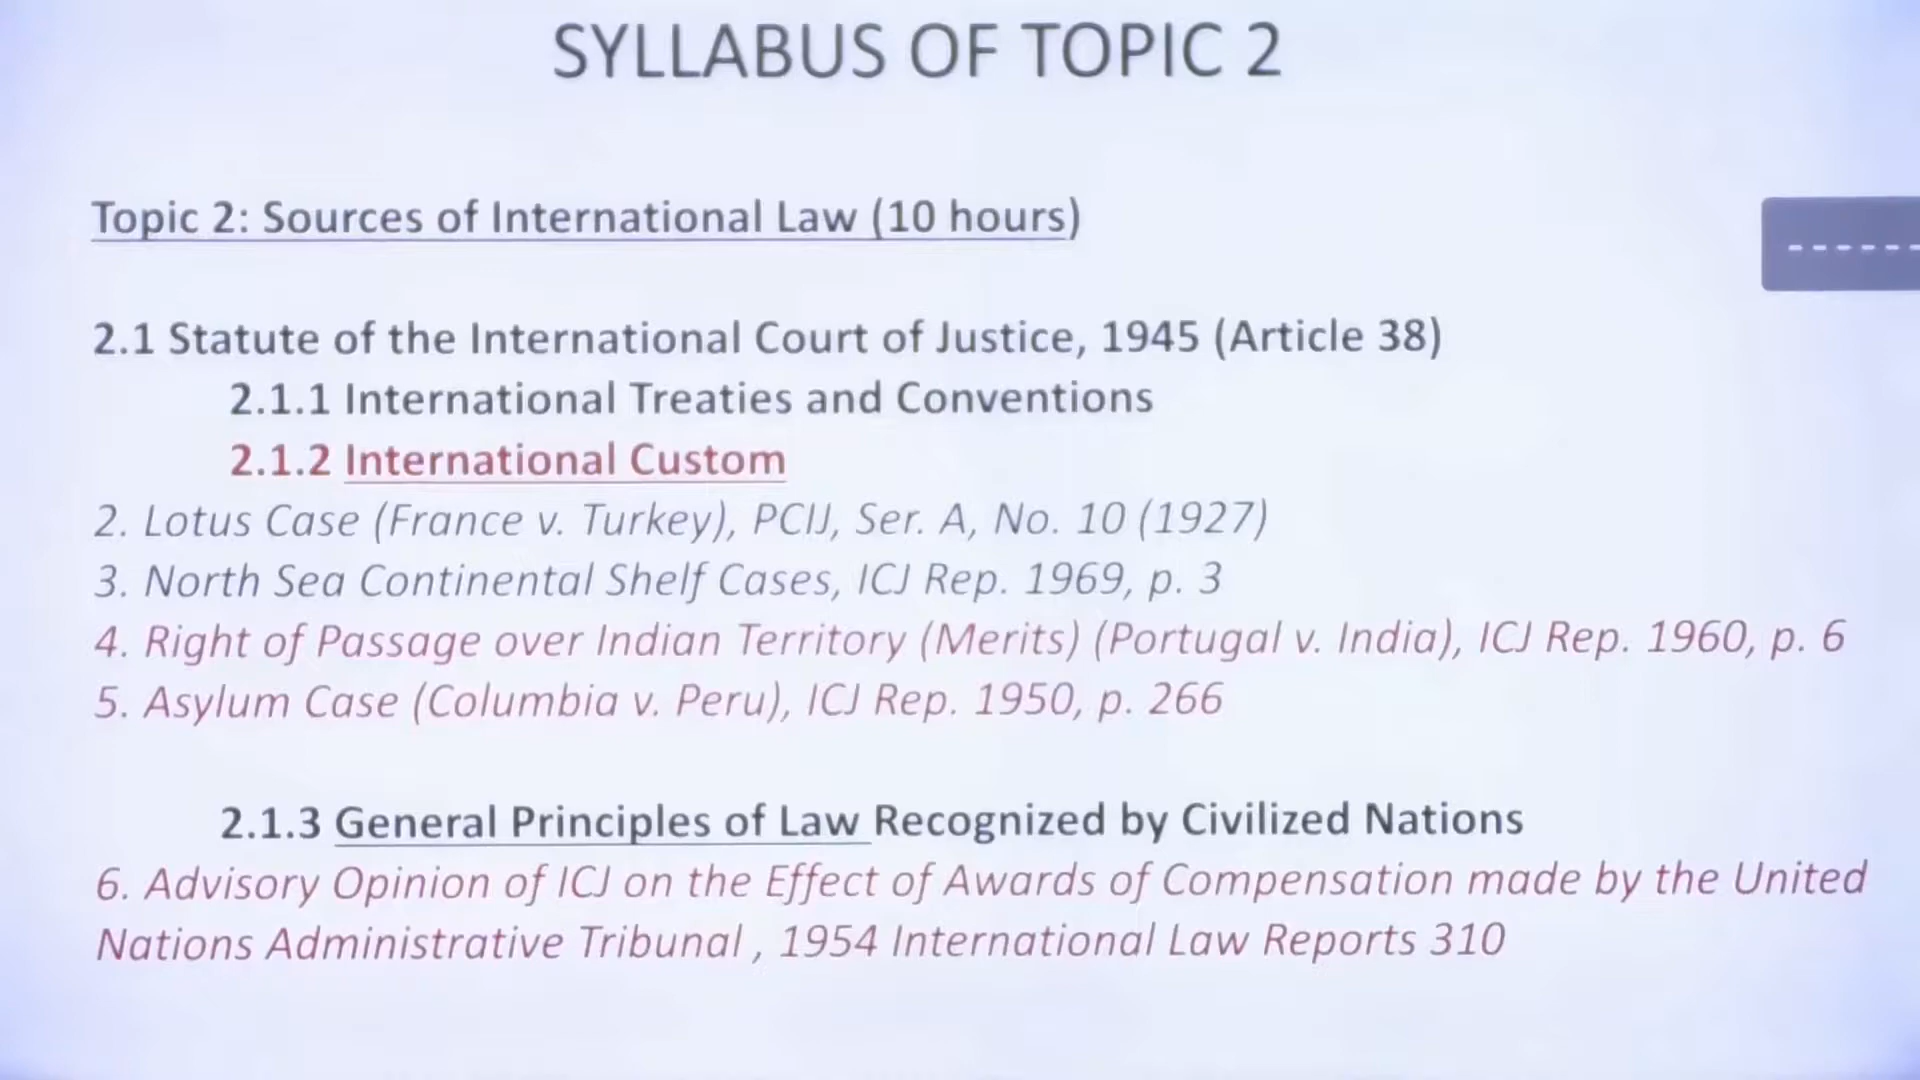 SYLLABUS OF TOPIC 2
Topic 2: Sources of International Law (10 hours)
2.1 Statute of the International Court of Justice, 1945 (Article 38)
2.1.1 International Treaties and Conventions
2.1.2 International Custom
2. Lotus Case (France v. Turkey), PCIJ, Ser. A, No. 10 (1927)
3. North Sea Continental Shelf Cases, ICJ Rep. 1969, p. 3
4. Right of Passage over Indian Territory (Merits) (Portugal v. India), ICJ Rep. 1960, p. 6
5. Asylum Case (Columbia v. Peru), ICJ Rep. 1950, p. 266
2.1.3 General Principles of Law Recognized by Civilized Nations
6. Advisory Opinion of ICJ on the Effect of Awards of Compensation made by the United
Nations Administrative Tribunal , 1954 International Law Reports 310